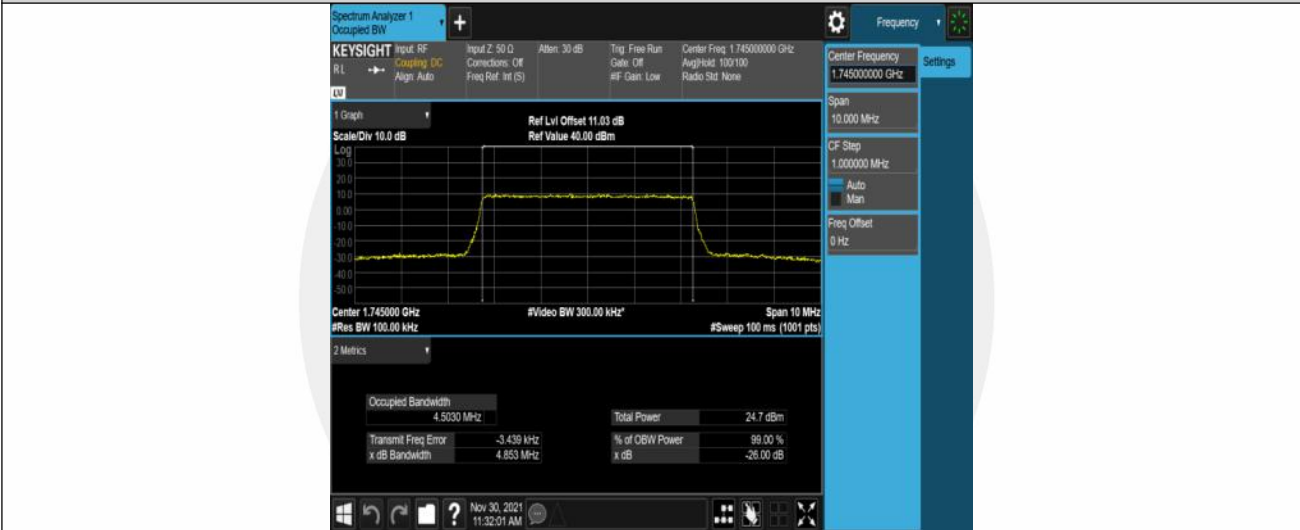 Spectrum Analyzer 1
Occupied BW
+
Frequency
KEYSIGHT
RL
LV
Input: RF
Coupling: DC
Align: Auto
Input Z: 50 Ω
Corrections: Off
Freq Ref: Int (S)
Atten: 30 dB
Trig: Free Run
Gate: Off
#IF Gain: Low
Center Freq: 1.745000000 GHz
Avg|Hold: 100/100
Radio Std: None
Center Frequency
1.745000000 GHz
Settings
Span
10.000 MHz
CF Step
1.000000 MHz
Auto
Man
Freq Offset
0 Hz
1 Graph
Scale/Div 10.0 dB
Ref Lvl Offset 11.03 dB
Ref Value 40.00 dBm
Log
30.0
20.0
10.0
0.00
-10.0
-20.0
-30.0
-40.0
-50.0
Center 1.745000 GHz
#Res BW 100.00 kHz
#Video BW 300.00 kHz*
Span 10 MHz
#Sweep 100 ms (1001 pts)
2 Metrics
Occupied Bandwidth
4.5030 MHz
Total Power 24.7 dBm
Transmit Freq Error -3.439 kHz
% of OBW Power 99.00 %
x dB Bandwidth 4.853 MHz
x dB -26.00 dB
?
Nov 30, 2021
11:32:01 AM